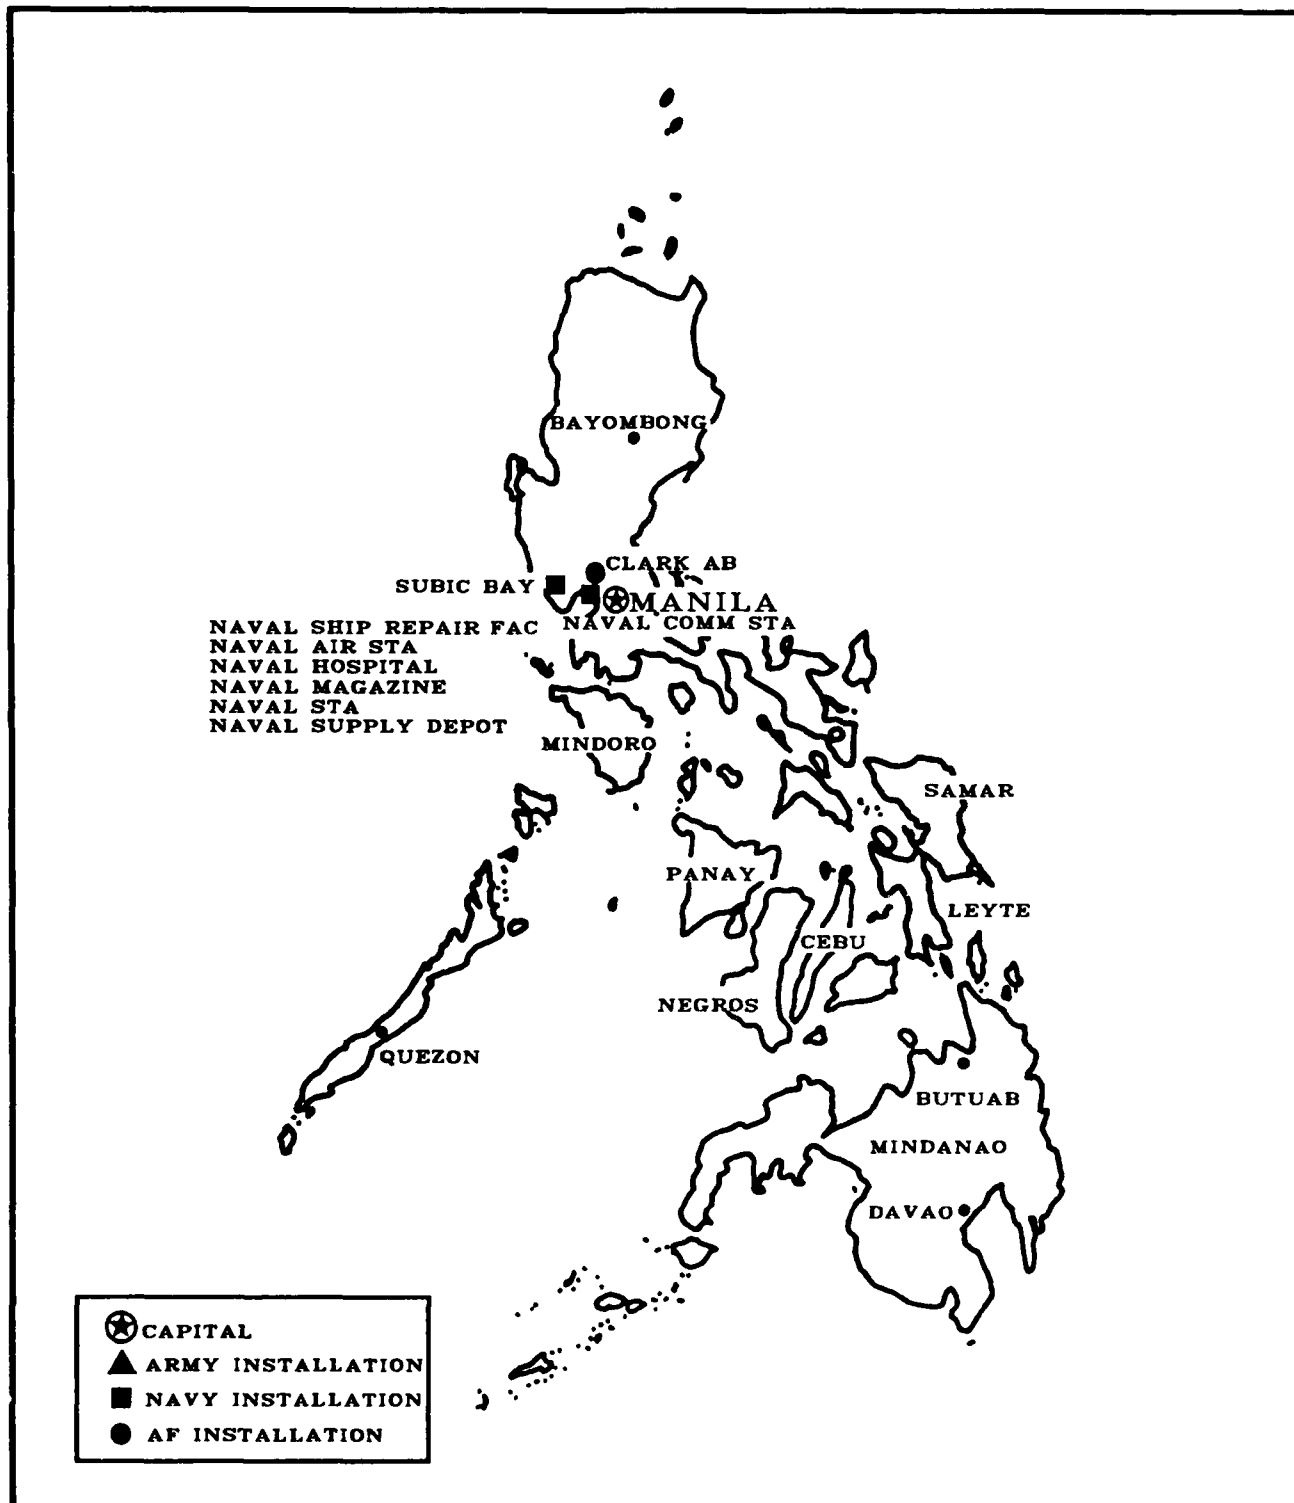 BAYOMBONG
CLARK AB
SUBIC BAY
MANILA
NAVAL COMM STA
NAVAL SHIP REPAIR FAC
NAVAL AIR STA
NAVAL HOSPITAL
NAVAL MAGAZINE
NAVAL STA
NAVAL SUPPLY DEPOT
MINDORO
SAMAR
PANAY
LEYTE
CEBU
NEGROS
QUEZON
BUTUAB
MINDANAO
DAVAO
CAPITAL
ARMY INSTALLATION
NAVY INSTALLATION
AF INSTALLATION